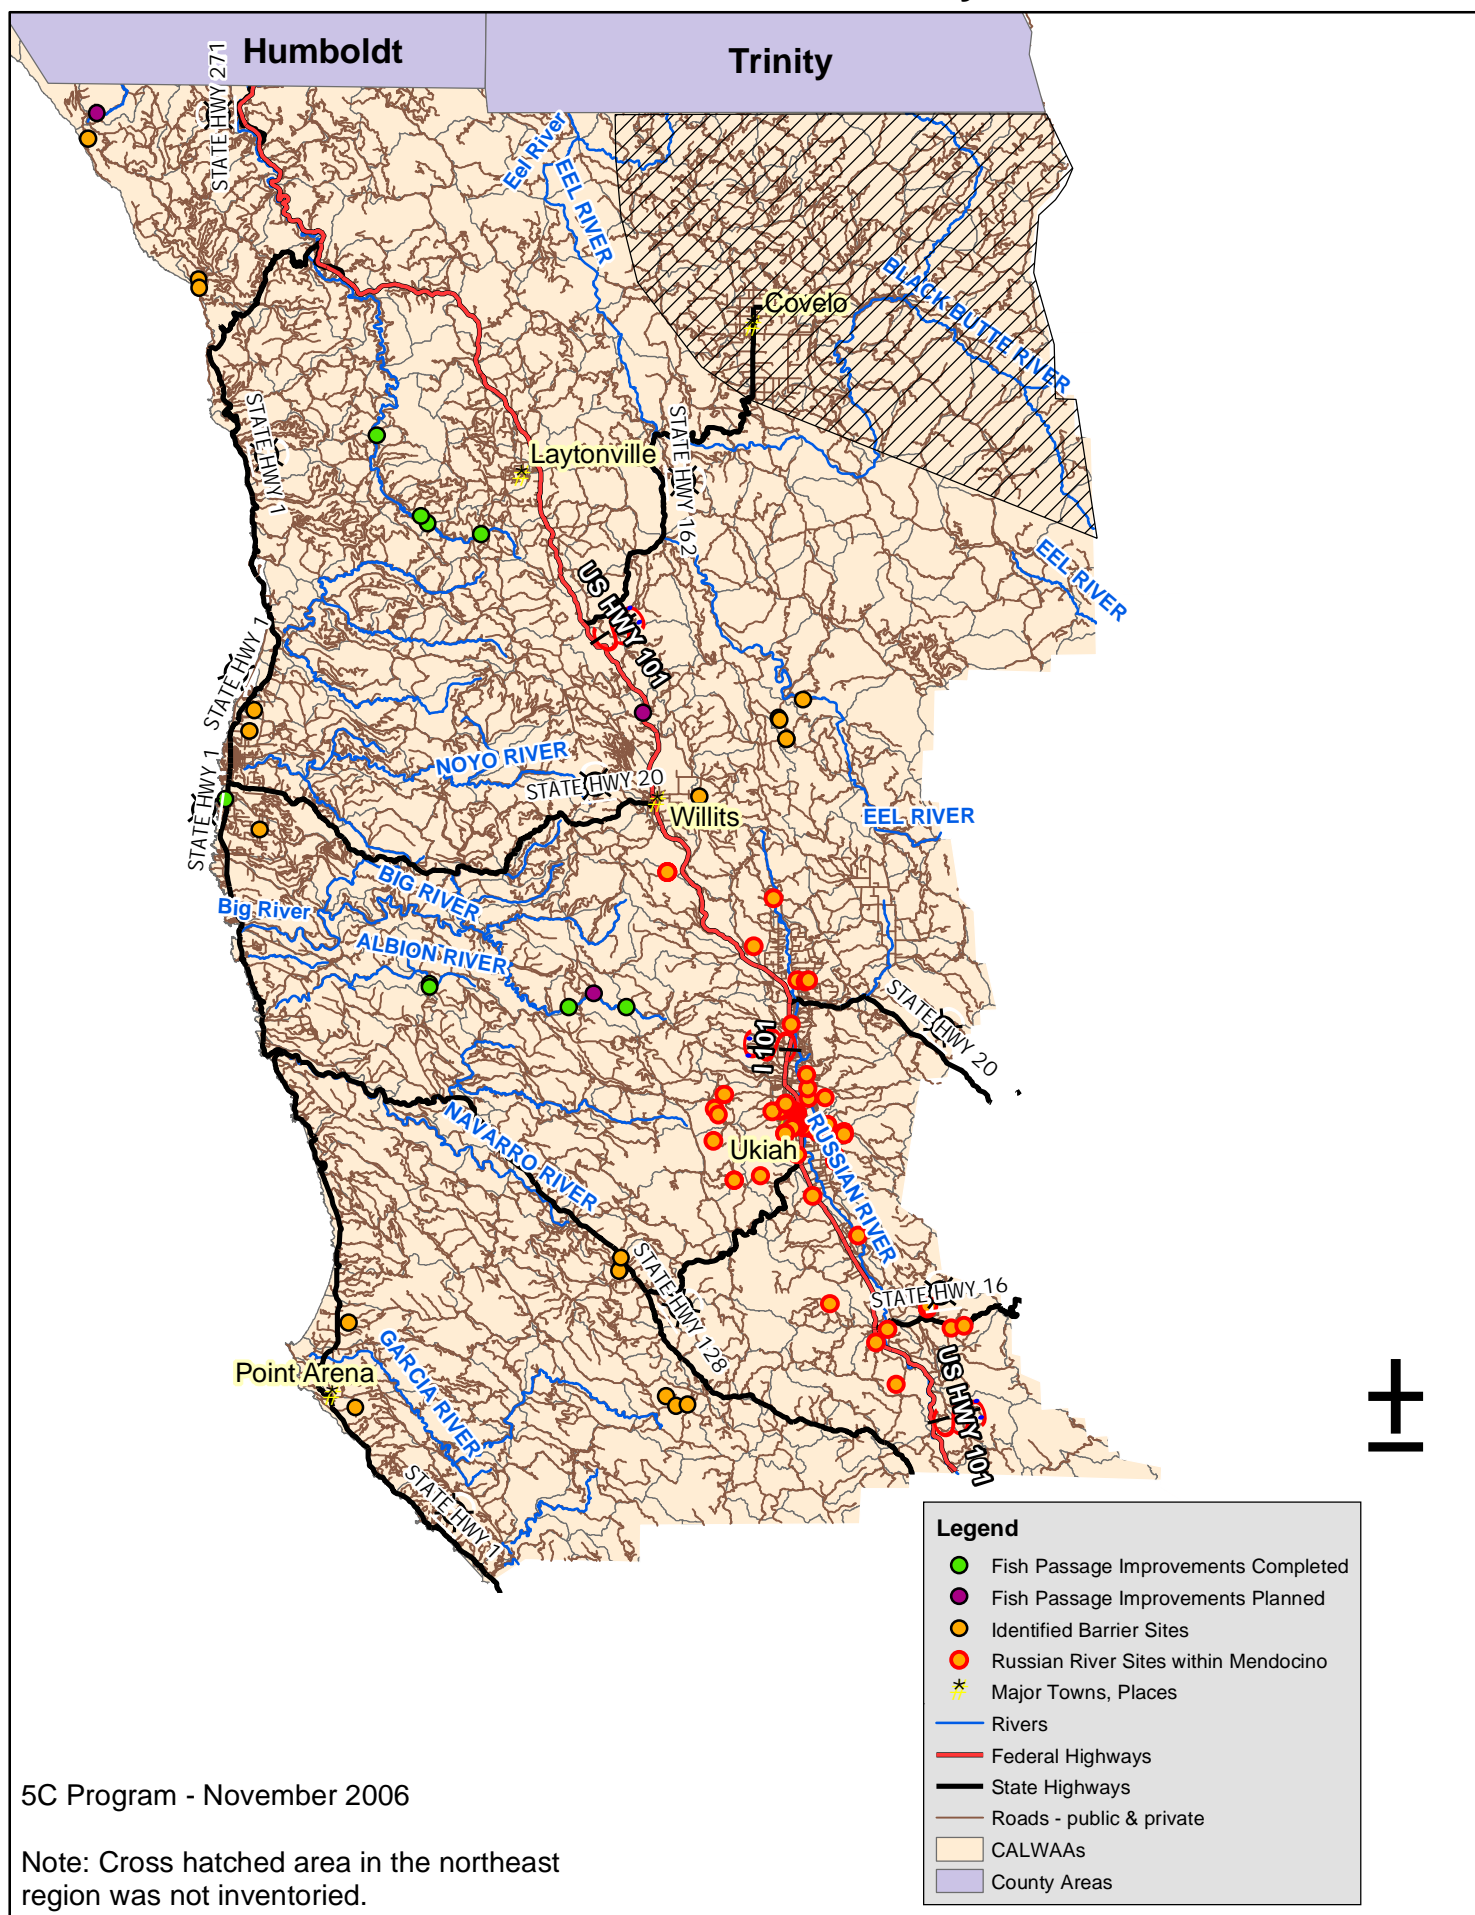 Humboldt
Trinity
STATE HWY 271
Eel River
EEL RIVER
BLACK BUTTE RIVER
Covelo
STATE HWY 1
Laytonville
STATE HWY 162
EEL RIVER
US HWY 101
STATE HWY 1
NOYO RIVER
STATE HWY 20
STATE HWY 1
Willits
EEL RIVER
BIG RIVER
Big River
ALBION RIVER
STATE HWY 20
I 101
NAVARRO RIVER
Ukiah
RUSSIAN RIVER
STATE HWY 128
STATE HWY 16
Point Arena
GARCIA RIVER
US HWY 101
STATE HWY 1
Legend
Fish Passage Improvements Completed
Fish Passage Improvements Planned
Identified Barrier Sites
Russian River Sites within Mendocino
Major Towns, Places
Rivers
Federal Highways
State Highways
Roads - public & private
CALWAAs
County Areas
5C Program - November 2006
Note: Cross hatched area in the northeast
region was not inventoried.